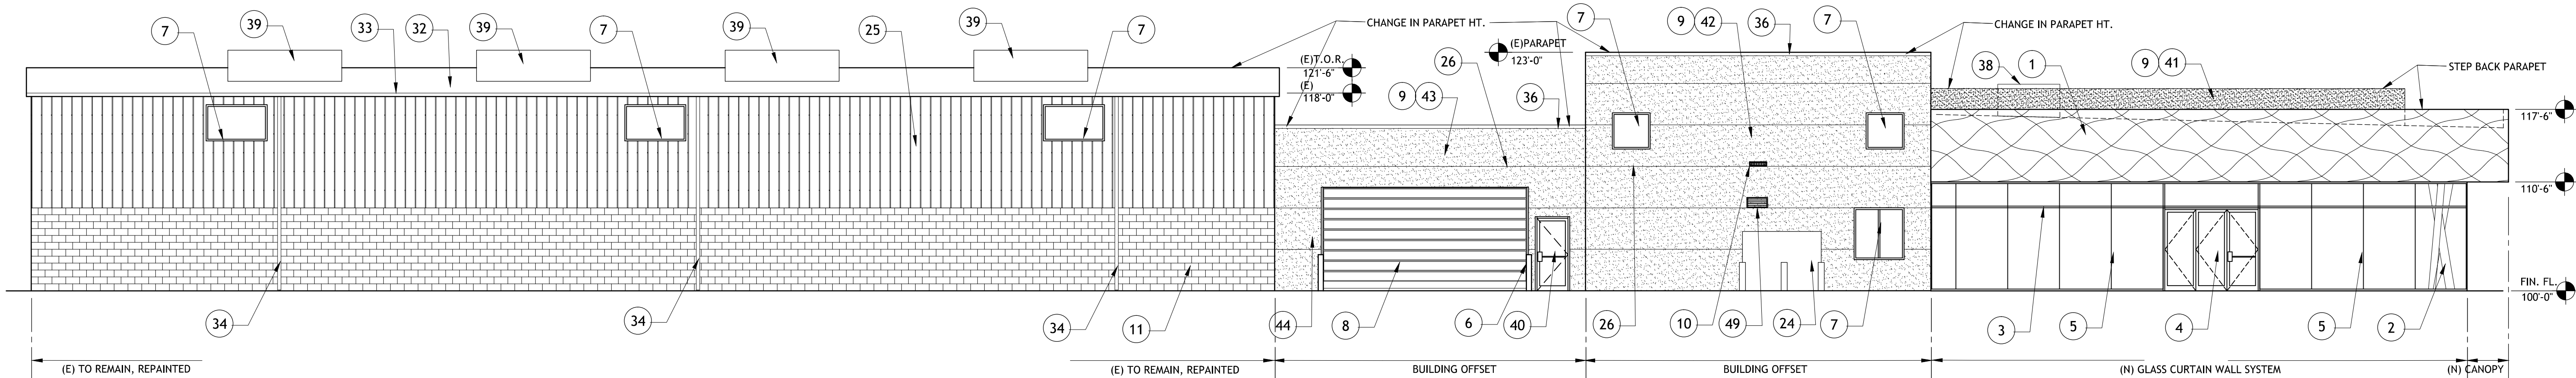 39 39 39 39 7 9 42 36 7
7 33 32 7 25 7 CHANGE IN PARAPET HT. CHANGE IN PARAPET HT.
(E)T.O.R.
121'-6"
(E)
118'-0"
(E)PARAPET
123'-0"
26 38 1 9 41 STEP BACK PARAPET
9 43 36
117'-6"
110'-6"
FIN. FL.
100'-0"
34 34 34 11 44 8 6 40 26 10 49 24 7 3 5 4 5 2
(E) TO REMAIN, REPAINTED
(E) TO REMAIN, REPAINTED
BUILDING OFFSET
BUILDING OFFSET
(N) GLASS CURTAIN WALL SYSTEM
(N) CANOPY